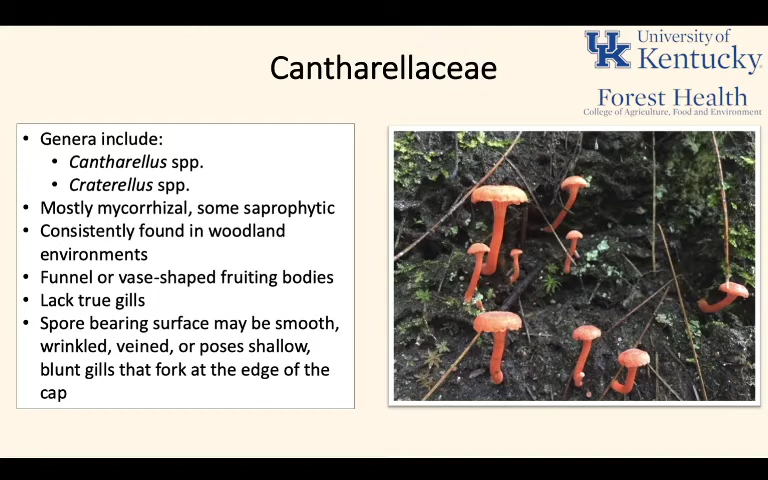 Cantharellaceae
University of
Kentucky.
Forest Health
College of Agriculture, Food and Environment
• Genera include:
• Cantharellus spp.
• Craterellus spp.
• Mostly mycorrhizal, some saprophytic
• Consistently found in woodland
environments
• Funnel or vase-shaped fruiting bodies
• Lack true gills
• Spore bearing surface may be smooth,
wrinkled, veined, or poses shallow,
blunt gills that fork at the edge of the
cap